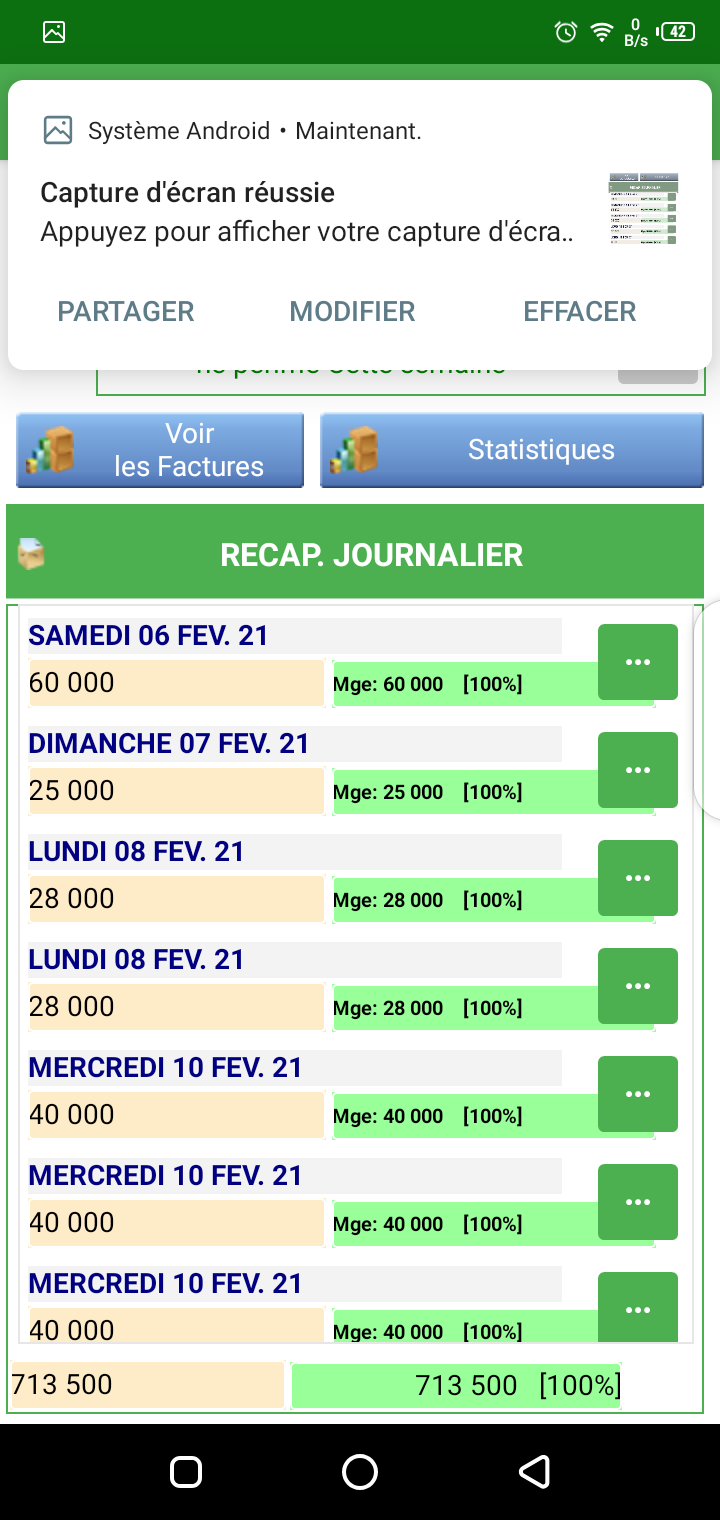 0
B/s
42
Système Android • Maintenant.
Capture d'écran réussie
Appuyez pour afficher votre capture d'écra..
PARTAGER MODIFIER EFFACER
Voir
les Factures
Statistiques
RECAP. JOURNALIER
SAMEDI 06 FEV. 21
...
60 000
Mge: 60 000 [100%]
DIMANCHE 07 FEV. 21
...
25 000
Mge: 25 000 [100%]
LUNDI 08 FEV. 21
...
28 000
Mge: 28 000 [100%]
LUNDI 08 FEV. 21
...
28 000
Mge: 28 000 [100%]
MERCREDI 10 FEV. 21
...
40 000
Mge: 40 000 [100%]
MERCREDI 10 FEV. 21
...
40 000
Mge: 40 000 [100%]
MERCREDI 10 FEV. 21
...
40 000
Mge: 40 000 [100%]
713 500
713 500 [100%]